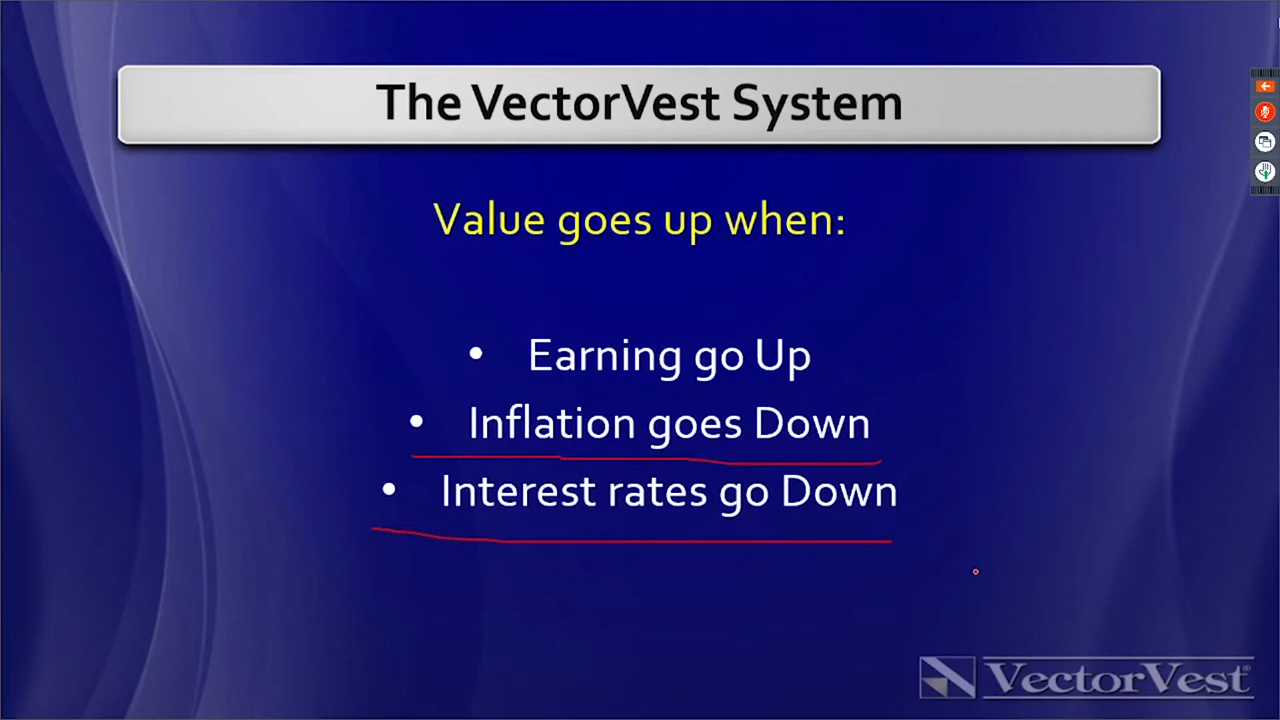 The VectorVest System
Value goes up when:
• Earning go Up
• Inflation goes Down
• Interest rates go Down
VectorVest®